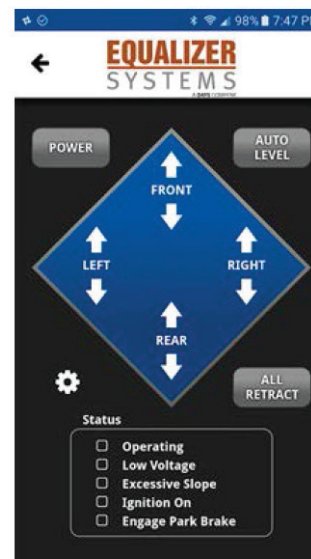 98% 7:47 P
EQUALIZER
SYSTEMS
POWER
AUTO
LEVEL
FRONT
LEFT
RIGHT
REAR
ALL
RETRACT
Status
Operating
Low Voltage
Excessive Slope
Ignition On
Engage Park Brake